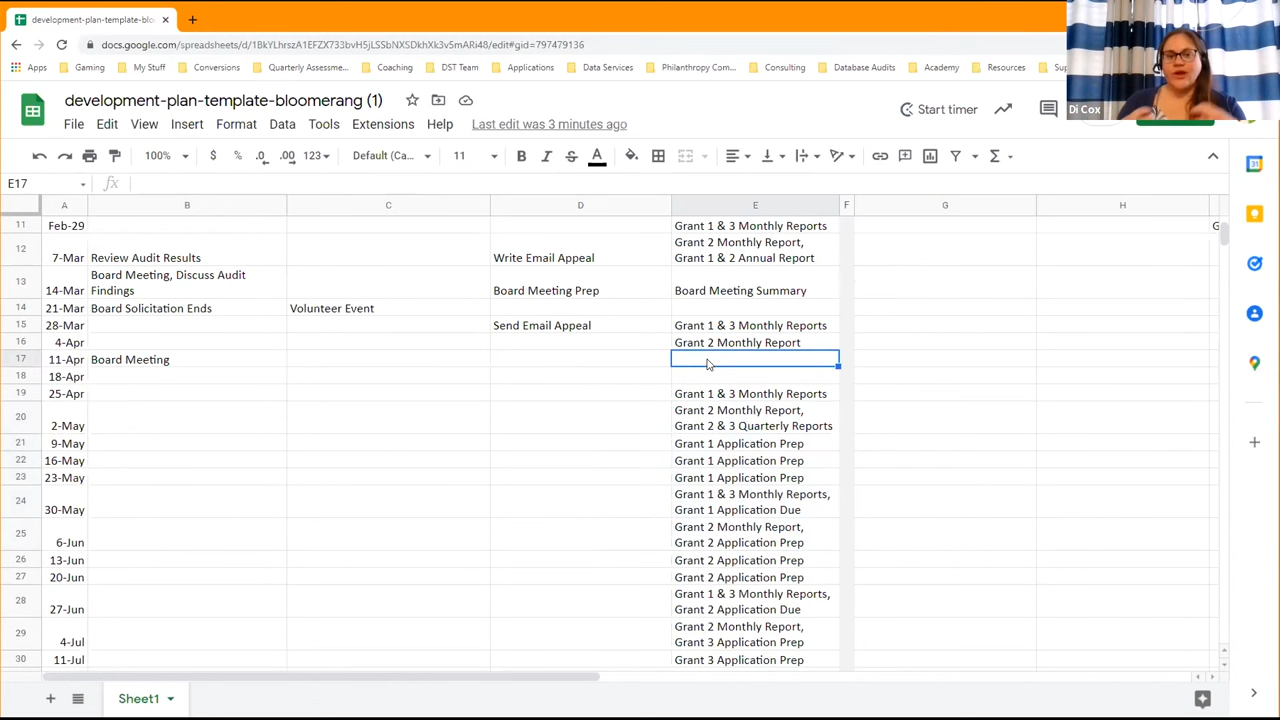 development-plan-template-bloo
docs.google.com/spreadsheets/d/1BkYLhrszA1EFZX733bvH5jLSSbNXSDkhXk3v5mARi48/edit#gid=797479136
Apps Gaming My Stuff Conversions Quarterly Assessme... Coaching DST Team Applications Data Services Philanthropy Com... Consulting Database Audits Academy Resources
Di Cox
development-plan-template-bloomerang (1)
Start timer
File Edit View Insert Format Data Tools Extensions Help Last edit was 3 minutes ago
100% $ % .0 .00 123 Default (Ca... 11 B I S A
E17 fx
A B C D E F G H
11 Feb-29 Grant 1 & 3 Monthly Reports G
12 7-Mar Review Audit Results Write Email Appeal Grant 2 Monthly Report,
Grant 1 & 2 Annual Report
13 14-Mar Board Meeting, Discuss Audit
Findings Board Meeting Prep Board Meeting Summary
14 21-Mar Board Solicitation Ends Volunteer Event
15 28-Mar Send Email Appeal Grant 1 & 3 Monthly Reports
16 4-Apr Grant 2 Monthly Report
17 11-Apr Board Meeting
18 18-Apr
19 25-Apr Grant 1 & 3 Monthly Reports
20 2-May Grant 2 Monthly Report,
Grant 2 & 3 Quarterly Reports
21 9-May Grant 1 Application Prep
22 16-May Grant 1 Application Prep
23 23-May Grant 1 Application Prep
24 30-May Grant 1 & 3 Monthly Reports,
Grant 1 Application Due
25 6-Jun Grant 2 Monthly Report,
Grant 2 Application Prep
26 13-Jun Grant 2 Application Prep
27 20-Jun Grant 2 Application Prep
28 27-Jun Grant 1 & 3 Monthly Reports,
Grant 2 Application Due
29 4-Jul Grant 2 Monthly Report,
Grant 3 Application Prep
30 11-Jul Grant 3 Application Prep
Sheet1